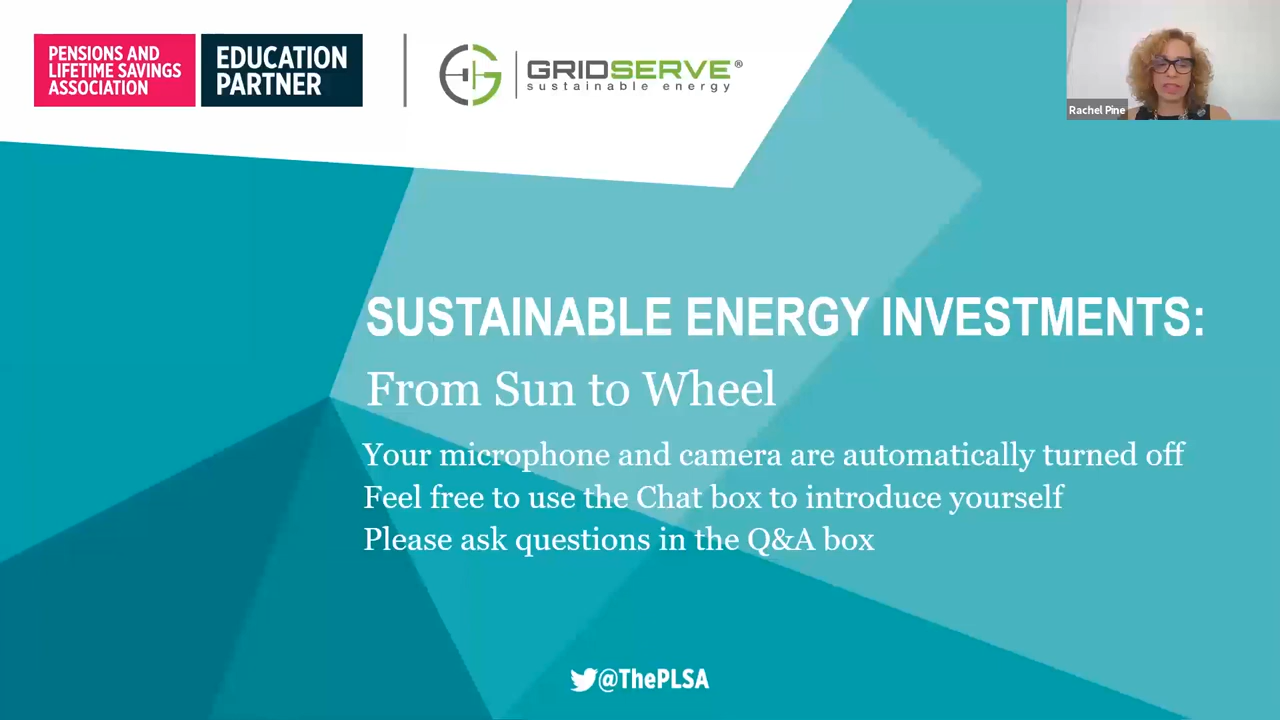 PENSIONS AND
LIFETIME SAVINGS
ASSOCIATION
EDUCATION
PARTNER
GRIDSERVE®
sustainable energy
Rachel Pine
SUSTAINABLE ENERGY INVESTMENTS:
From Sun to Wheel
Your microphone and camera are automatically turned off
Feel free to use the Chat box to introduce yourself
Please ask questions in the Q&A box
@ThePLSA